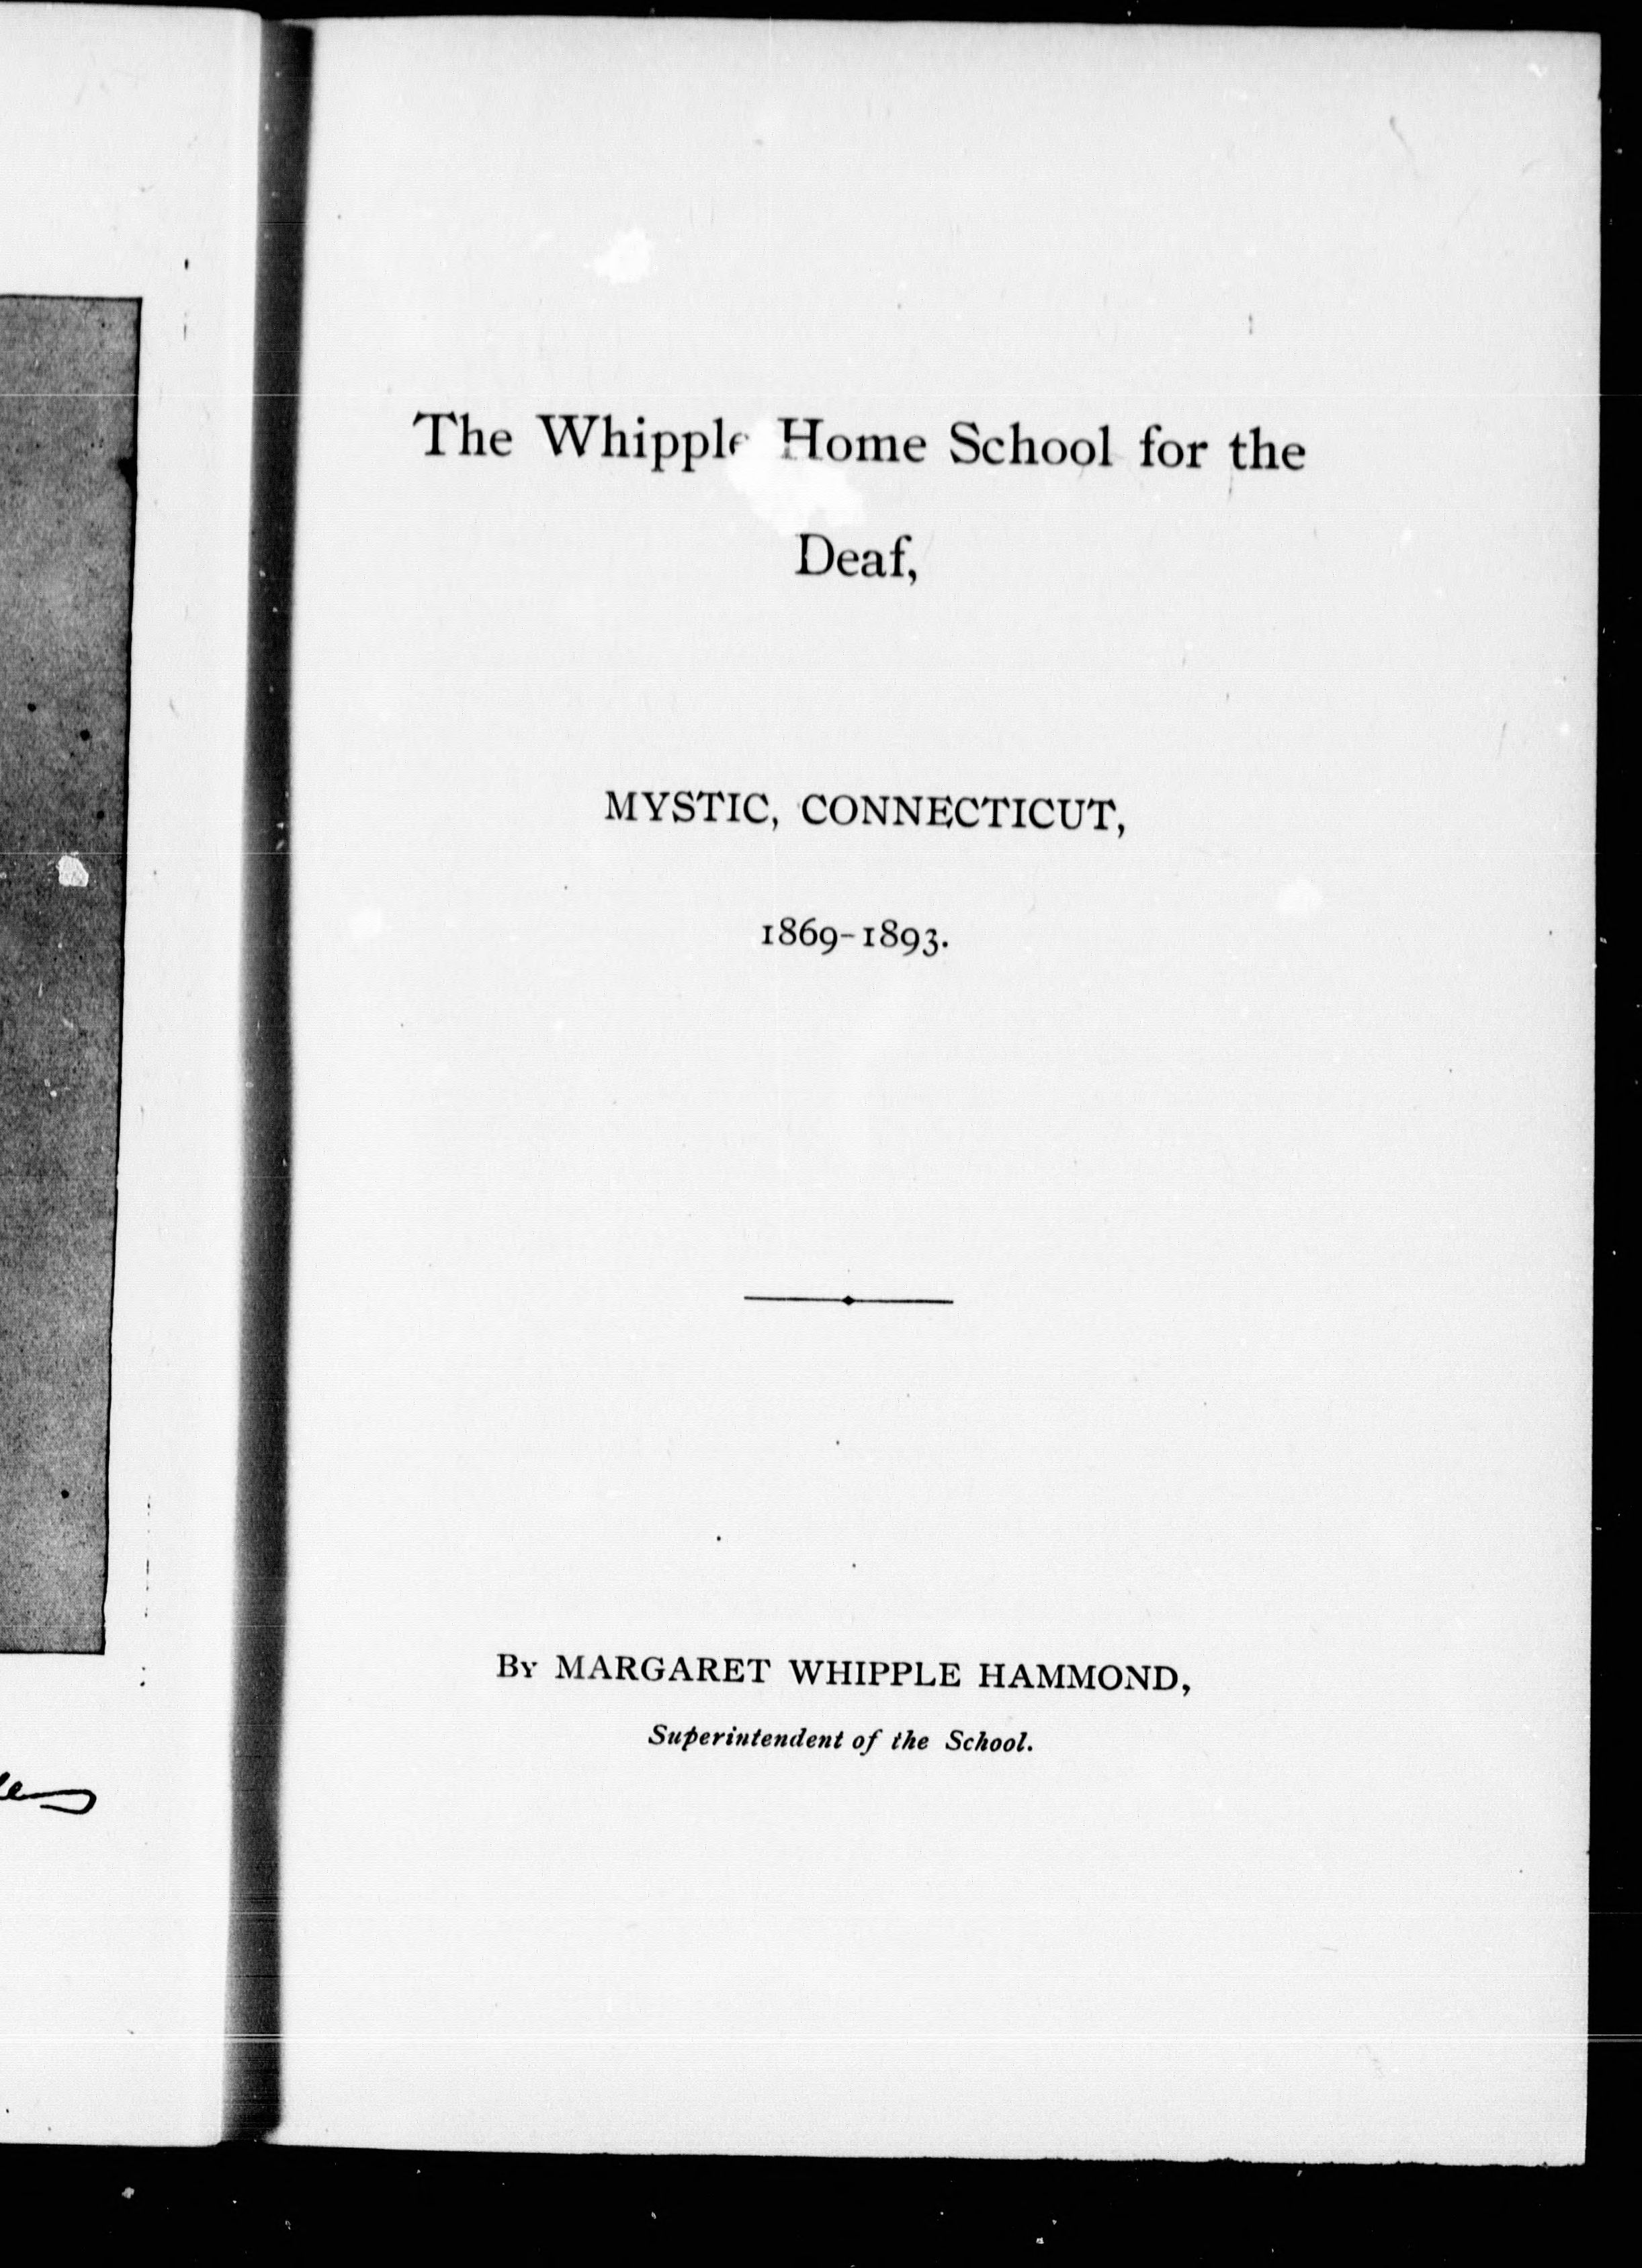 The Whipple Home School for the
Deaf,
MYSTIC, CONNECTICUT,
1869-1893.
By MARGARET WHIPPLE HAMMOND,
Superintendent of the School.